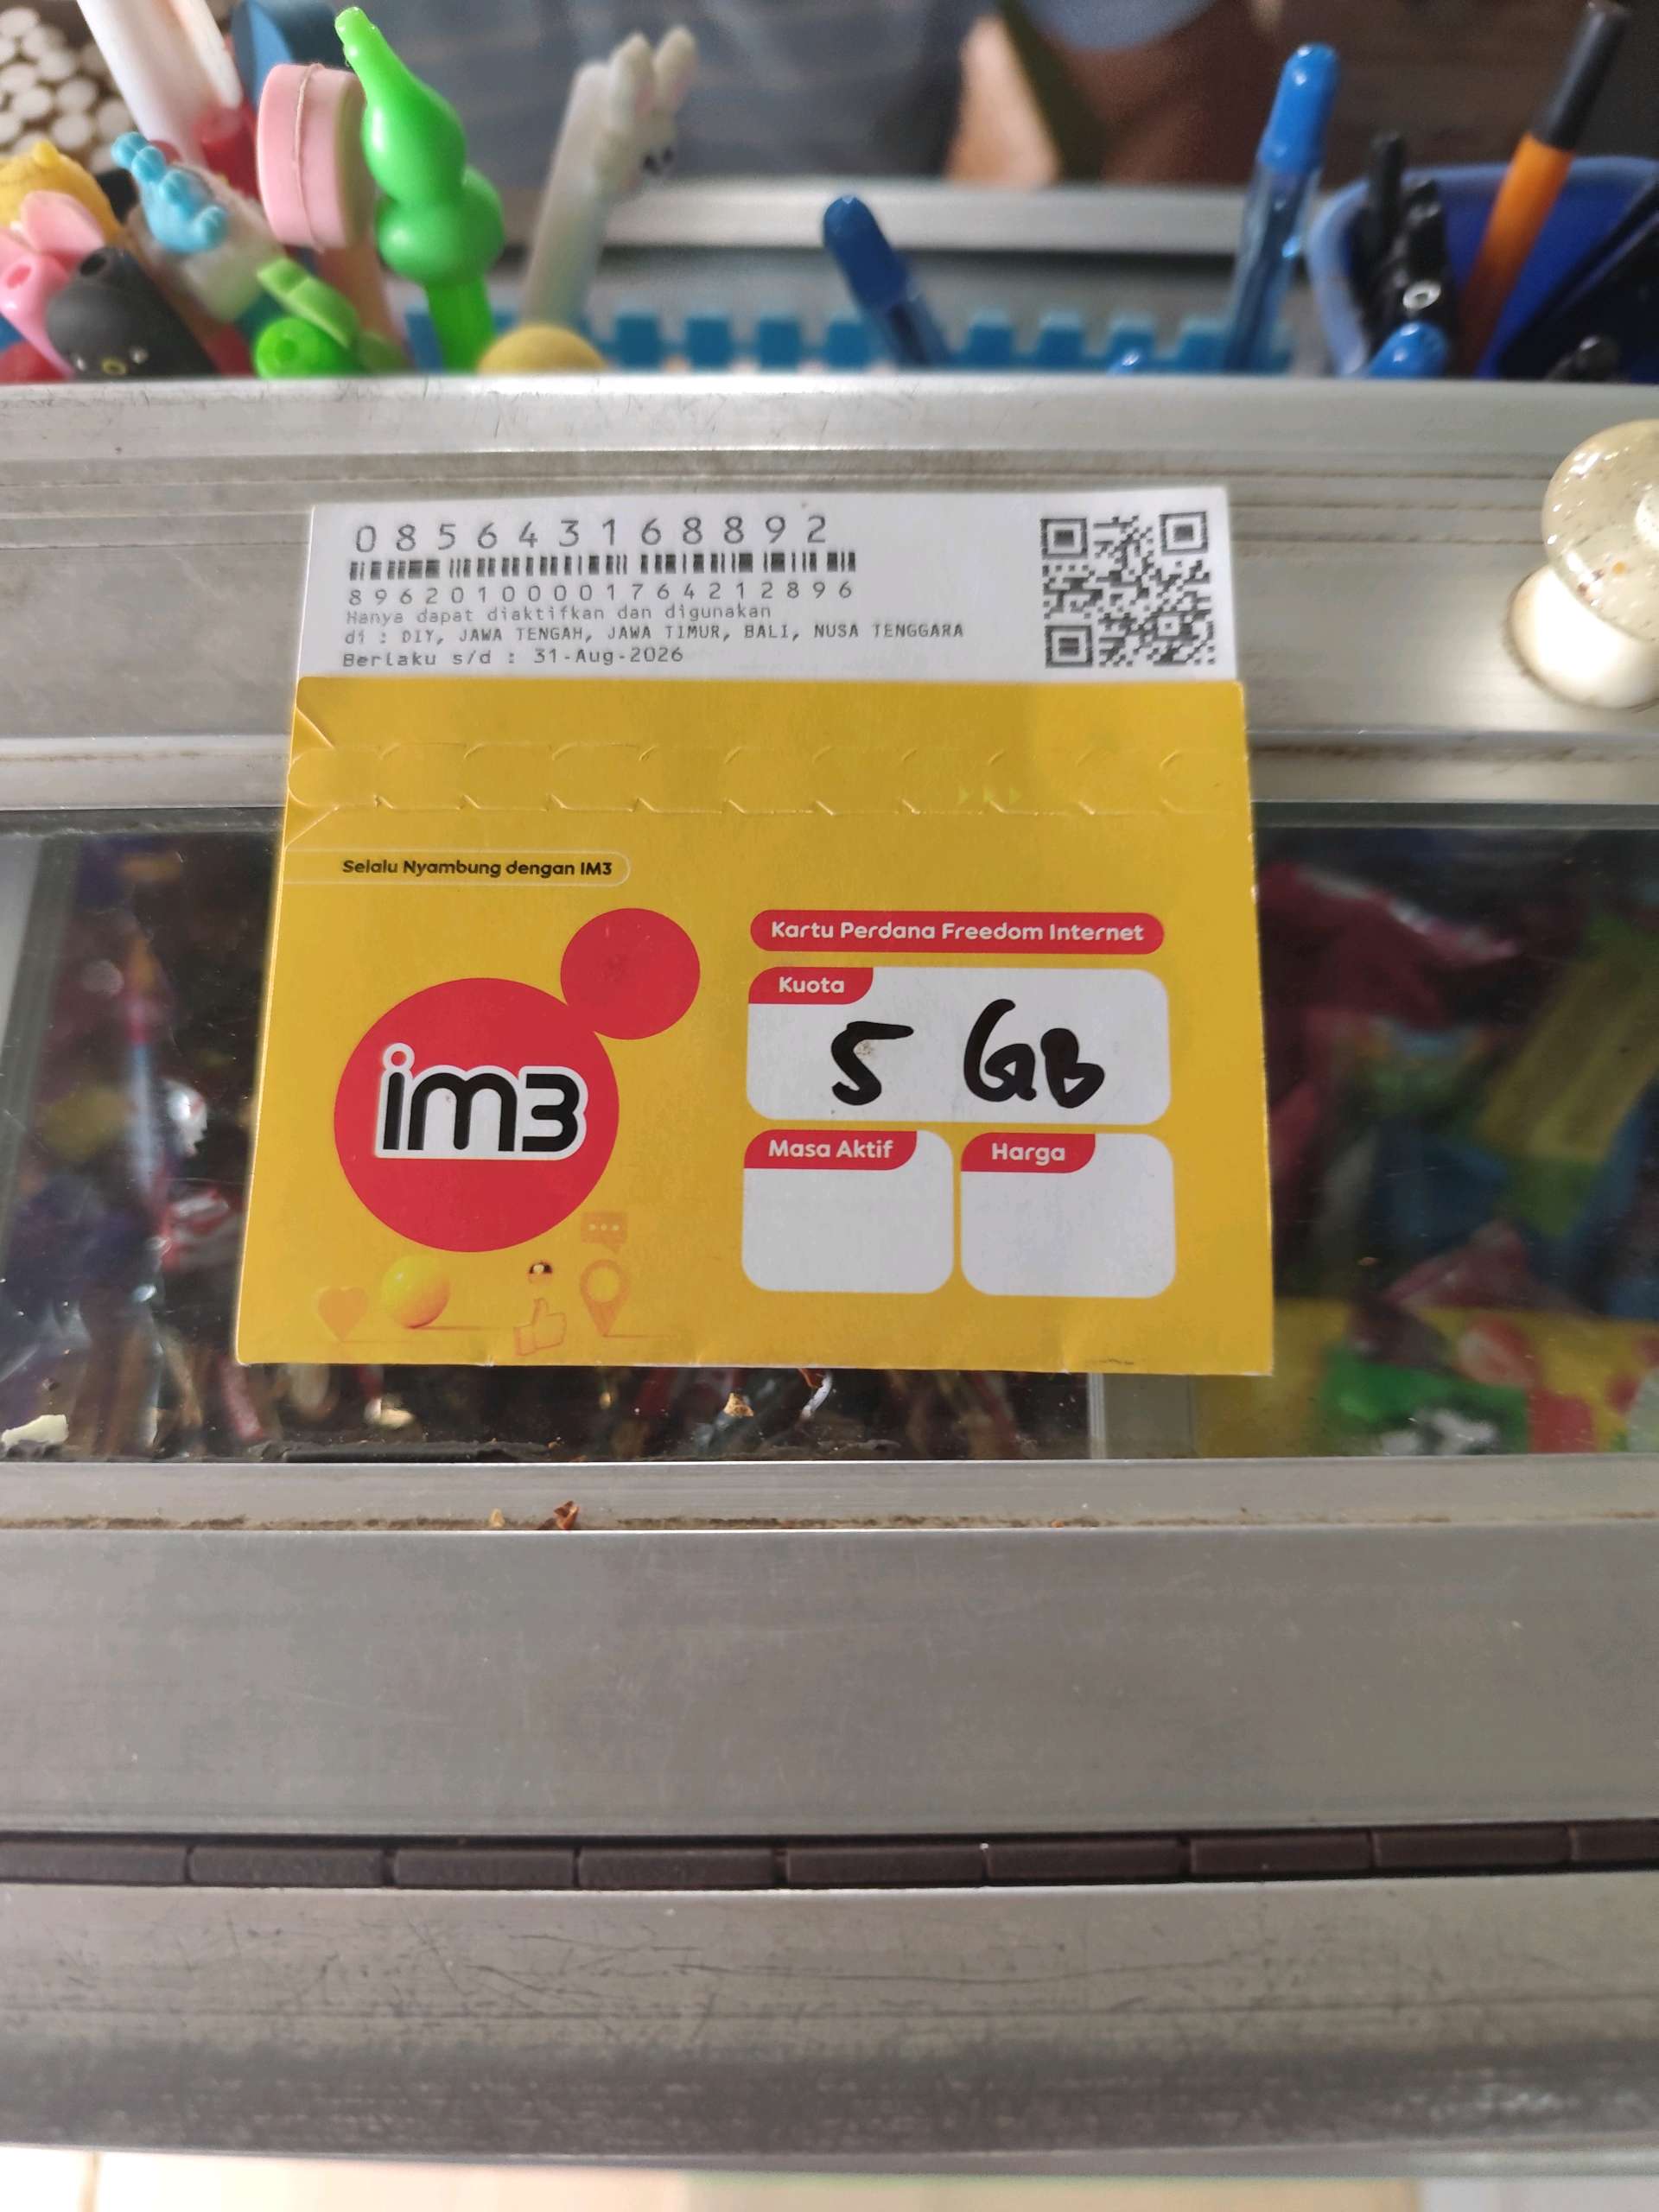 085643168892
89620100001764212896
Hanya dapat diaktifkan dan digunakan
di : DIY, JAWA TENGAH, JAWA TIMUR, BALI, NUSA TENGGARA
Berlaku s/d : 31-Aug-2026
Selalu Nyambung dengan IM3
im3
Kartu Perdana Freedom Internet
Kuota
5 GB
Masa Aktif
Harga